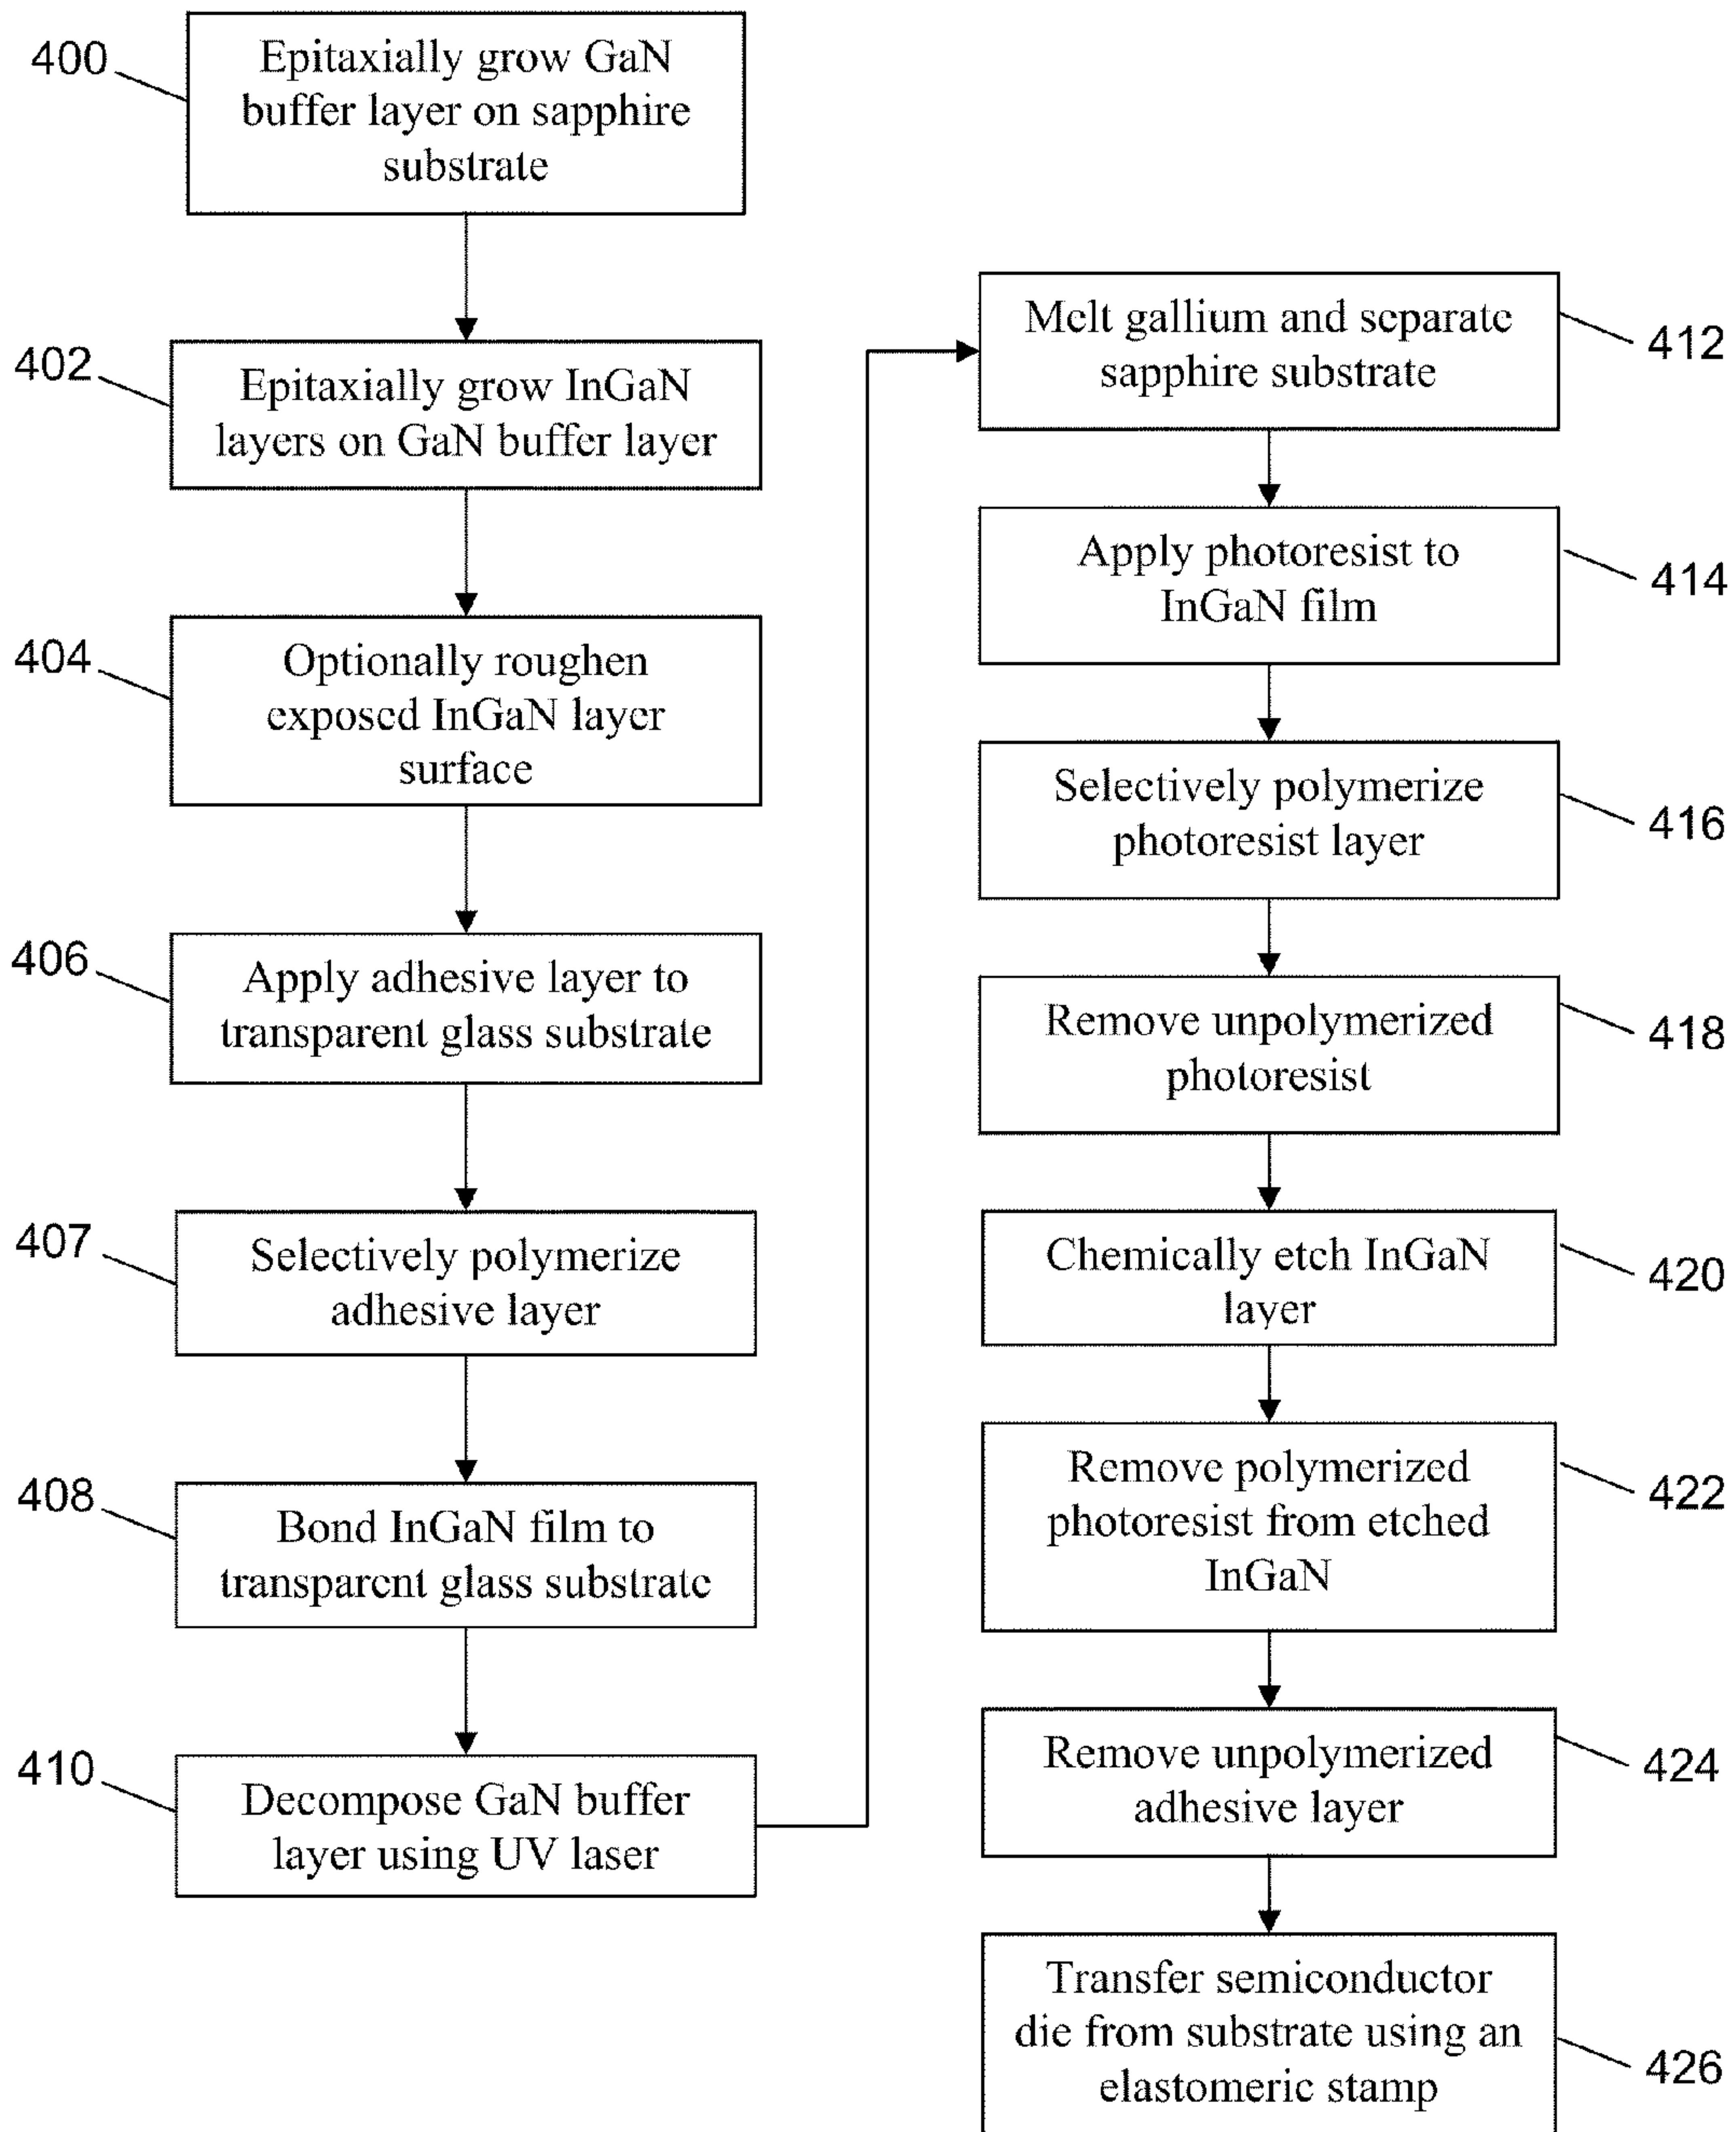 400
Epitaxially grow GaN
buffer layer on sapphire
substrate
402
Epitaxially grow InGaN
layers on GaN buffer layer
404
Optionally roughen
exposed InGaN layer
surface
406
Apply adhesive layer to
transparent glass substrate
407
Selectively polymerize
adhesive layer
408
Bond InGaN film to
transparent glass substrate
410
Decompose GaN buffer
layer using UV laser
Melt gallium and separate
sapphire substrate
412
Apply photoresist to
InGaN film
414
Selectively polymerize
photoresist layer
416
Remove unpolymerized
photoresist
418
Chemically etch InGaN
layer
420
Remove polymerized
photoresist from etched
InGaN
422
Remove unpolymerized
adhesive layer
424
Transfer semiconductor
die from substrate using an
elastomeric stamp
426